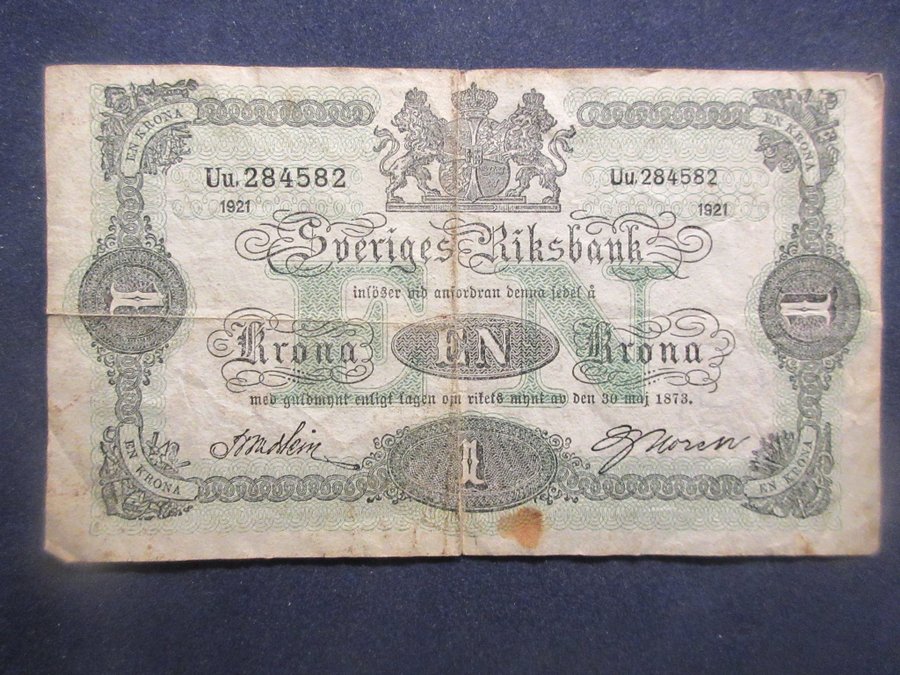 EN KRONA
EN KRONA
Uu. 284582
Uu. 284582
1921
1921
Sveriges Riksbank
inlöser vid anfordran denna sedel å
1
1
Krona EN Krona
med guldmynt enligt lagen om rikets mynt av den 30 maj 1873.
EN KRONA
1
EN KRONA